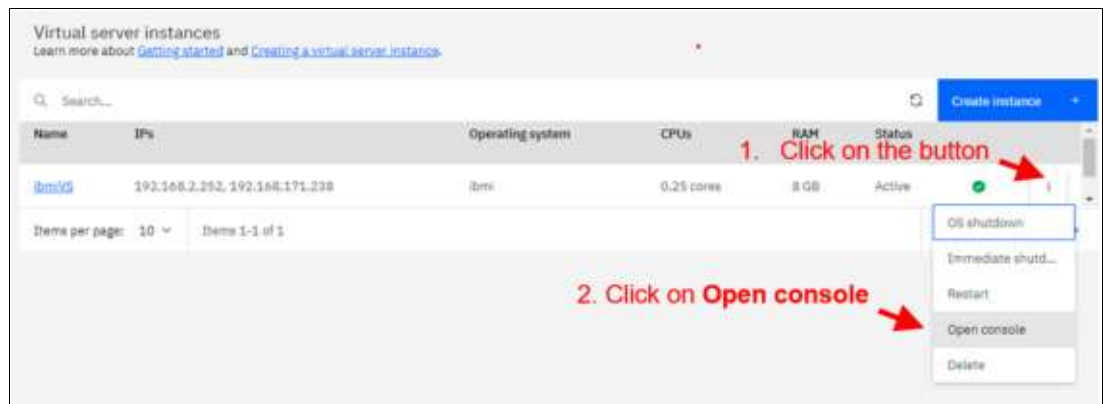 Virtual server instances
Learn more about Getting started and Creating a virtual server instance.
Search...
Create instance +
Name IPs Operating system CPUs RAM Status
1. Click on the button
ibmiVS 192.168.2.252, 192.168.171.238 ibmi 0.25 cores 8 GB Active
Items per page: 10 Items 1-1 of 1
OS shutdown
Immediate shutd...
2. Click on Open console
Restart
Open console
Delete